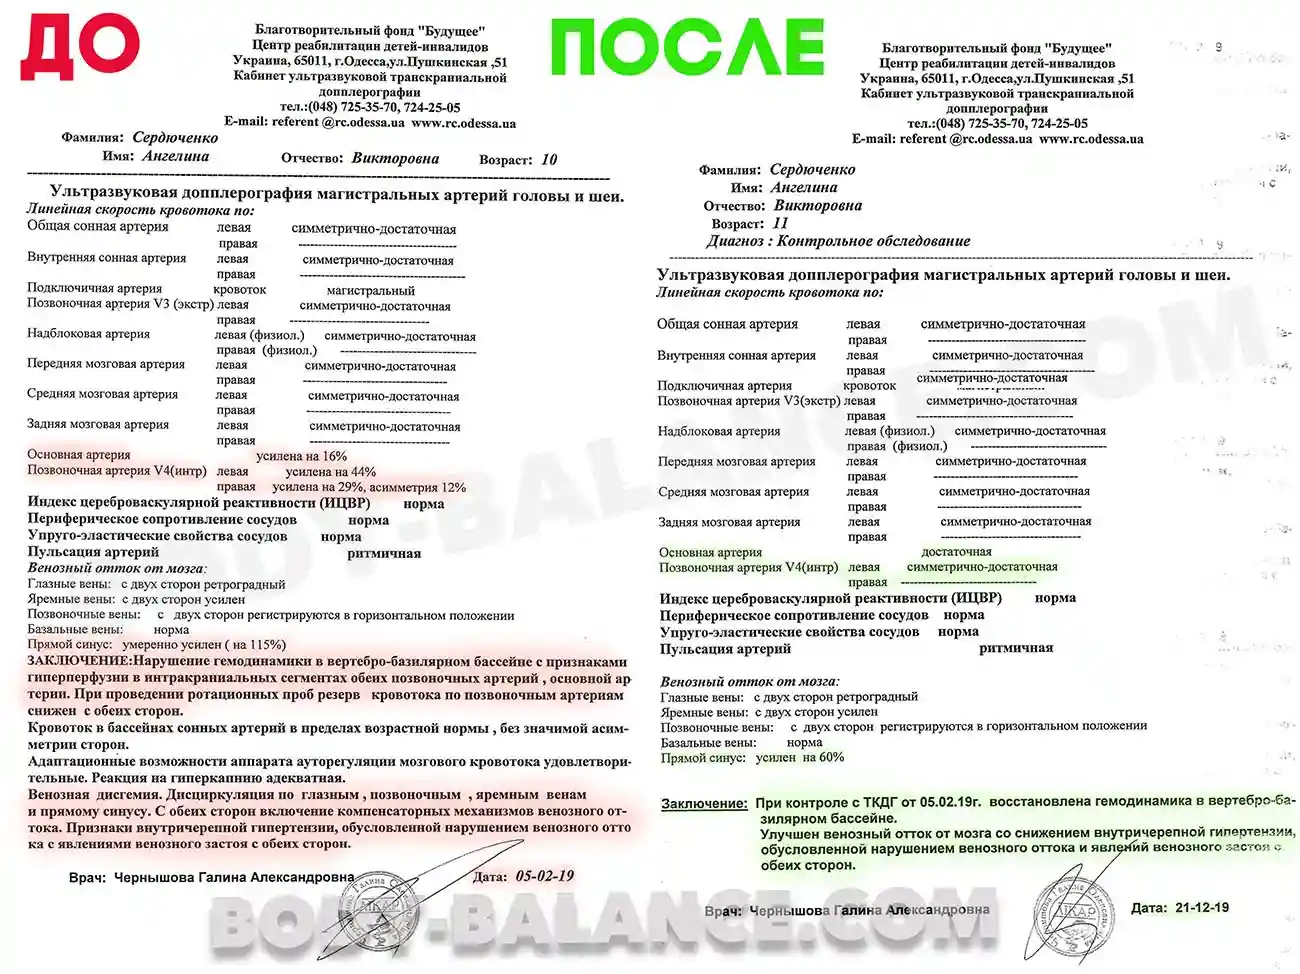 ДО
Благотворительный фонд "Будущее"
Центр реабилитации детей-инвалидов
Украина, 65011, г.Одесса,ул.Пушкинская ,51
Кабинет ультразвуковой транскраниальной
допплерографии
тел.:(048) 725-35-70, 724-25-05
E-mail: referent @rc.odessa.ua www.rc.odessa.ua
Фамилия: Сердюченко
Имя: Ангелина Отчество: Викторовна Возраст: 10
Ультразвуковая допплерография магистральных артерий головы и шеи.
Линейная скорость кровотока по:
Общая сонная артерия левая симметрично-достаточная
правая ------------------------------
Внутренняя сонная артерия левая симметрично-достаточная
правая ------------------------------
Подключичная артерия кровоток магистральный
Позвоночная артерия V3 (экстр) левая симметрично-достаточная
правая ------------------------------
Надблоковая артерия левая (физиол.) симметрично-достаточная
правая (физиол.) ------------------------------
Передняя мозговая артерия левая симметрично-достаточная
правая ------------------------------
Средняя мозговая артерия левая симметрично-достаточная
правая ------------------------------
Задняя мозговая артерия левая симметрично-достаточная
правая ------------------------------
Основная артерия усилена на 16%
Позвоночная артерия V4(интр) левая усилена на 44%
правая усилена на 29%, асимметрия 12%
Индекс цереброваскулярной реактивности (ИЦВР) норма
Периферическое сопротивление сосудов норма
Упруго-эластические свойства сосудов норма
Пульсация артерий ритмичная
Венозный отток от мозга:
Глазные вены: с двух сторон ретроградный
Яремные вены: с двух сторон усилен
Позвоночные вены: с двух сторон регистрируются в горизонтальном положении
Базальные вены: норма
Прямой синус: умеренно усилен ( на 115%)
ЗАКЛЮЧЕНИЕ:Нарушение гемодинамики в вертебро-базилярном бассейне с признаками
гиперперфузии в интракраниальных сегментах обеих позвоночных артерий , основной ар
терии. При проведении ротационных проб резерв кровотока по позвоночным артериям
снижен с обеих сторон.
Кровоток в бассейнах сонных артерий в пределах возрастной нормы , без значимой асим-
метрии сторон.
Адаптационные возможности аппарата ауторегуляции мозгового кровотока удовлетвори-
тельные. Реакция на гиперкапнию адекватная.
Венозная дисгемия. Дисциркуляция по глазным , позвоночным , яремным венам
и прямому синусу. С обеих сторон включение компенсаторных механизмов венозного от-
тока. Признаки внутричерепной гипертензии, обусловленной нарушением венозного отто
ка с явлениями венозного застоя с обеих сторон.
Врач: Чернышова Галина Александровна Дата: 05-02-19
ПОСЛЕ
Благотворительный фонд "Будущее"
Центр реабилитации детей-инвалидов
Украина, 65011, г.Одесса,ул.Пушкинская ,51
Кабинет ультразвуковой транскраниальной
допплерографии
тел.:(048) 725-35-70, 724-25-05
E-mail: referent @rc.odessa.ua www.rc.odessa.ua
Фамилия: Сердюченко
Имя: Ангелина
Отчество: Викторовна
Возраст: 11
Диагноз : Контрольное обследование
Ультразвуковая допплерография магистральных артерий головы и шеи.
Линейная скорость кровотока по:
Общая сонная артерия левая симметрично-достаточная
правая ------------------------------
Внутренняя сонная артерия левая симметрично-достаточная
правая ------------------------------
Подключичная артерия кровоток симметрично-достаточная
Позвоночная артерия V3(экстр) левая симметрично-достаточная
правая ------------------------------
Надблоковая артерия левая (физиол.) симметрично-достаточная
правая (физиол.) ------------------------------
Передняя мозговая артерия левая симметрично-достаточная
правая ------------------------------
Средняя мозговая артерия левая симметрично-достаточная
правая ------------------------------
Задняя мозговая артерия левая симметрично-достаточная
правая ------------------------------
Основная артерия достаточная
Позвоночная артерия V4(интр) левая симметрично-достаточная
правая ------------------------------
Индекс цереброваскулярной реактивности (ИЦВР) норма
Периферическое сопротивление сосудов норма
Упруго-эластические свойства сосудов норма
Пульсация артерий ритмичная
Венозный отток от мозга:
Глазные вены: с двух сторон ретроградный
Яремные вены: с двух сторон усилен
Позвоночные вены: с двух сторон регистрируются в горизонтальном положении
Базальные вены: норма
Прямой синус: усилен на 60%
Заключение: При контроле с ТКДГ от 05.02.19г. восстановлена гемодинамика в вертебро-ба-
зилярном бассейне.
Улучшен венозный отток от мозга со снижением внутричерепной гипертензии,
обусловленной нарушением венозного оттока и явлений венозного застоя с
обеих сторон.
Врач: Чернышова Галина Александровна Дата: 21-12-19
BODY-BALANCE.COM
BODY-BALANCE.COM